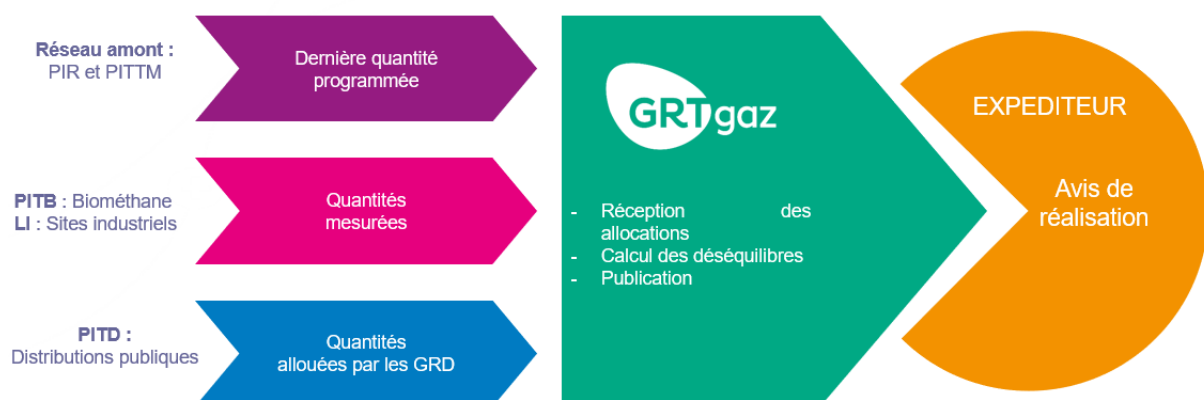 Réseau amont :
PIR et PITTM
Dernière quantité
programmée
PITB : Biométhane
LI : Sites industriels
Quantités
mesurées
PITD :
Distributions publiques
Quantités
allouées par les GRD
GRTgaz
- Réception des
allocations
- Calcul des déséquilibres
- Publication
EXPEDITEUR
Avis de
réalisation